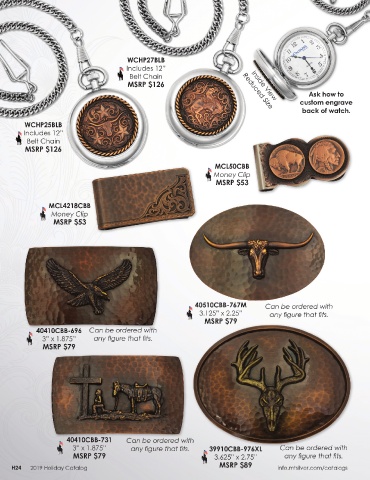 WCHP27BLB
Includes 12"
Belt Chain
MSRP $126
Inside View
Reduced Size
Ask how to
custom engrave
back of watch.
WCHP25BLB
Includes 12"
Belt Chain
MSRP $126
MCL50CBB
Money Clip
MSRP $53
MCL4218CBB
Money Clip
MSRP $53
40510CBB-767M
3.125" x 2.25"
MSRP $79
Can be ordered with
any figure that fits.
40410CBB-696
3" x 1.875"
MSRP $79
Can be ordered with
any figure that fits.
40410CBB-731
3" x 1.875"
MSRP $79
Can be ordered with
any figure that fits.
39910CBB-976XL
3.625" x 2.75"
MSRP $89
Can be ordered with
any figure that fits.
H24 2019 Holiday Catalog